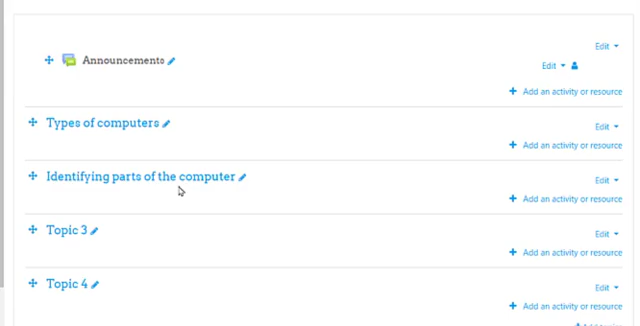 Edit
Announcements
Edit
Add an activity or resource
Types of computers
Edit
Add an activity or resource
Identifying parts of the computer
Edit
Add an activity or resource
Topic 3
Edit
Add an activity or resource
Topic 4
Edit
Add an activity or resource